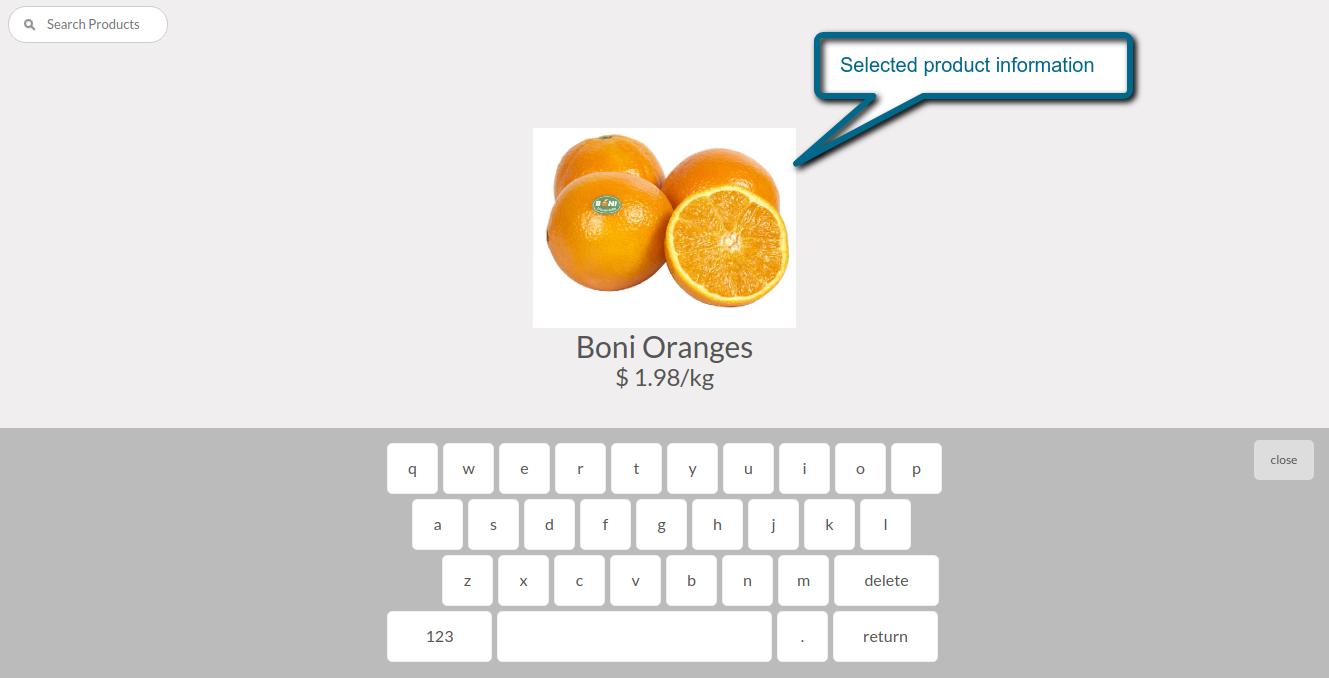 Search Products
Selected product information
BONI
Boni Oranges
$ 1.98/kg
q w e r t y u i o p
close
a s d f g h j k l
z x c v b n m delete
123 . return